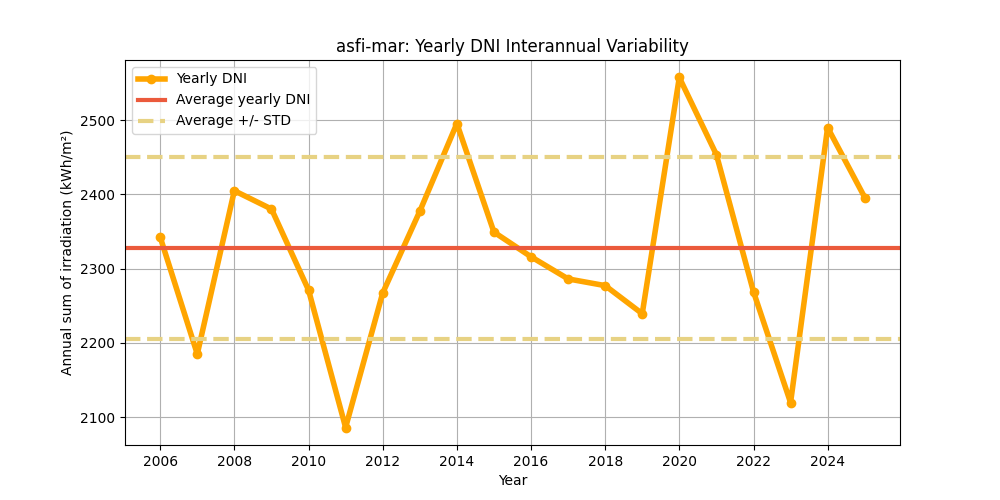 asfi-mar: Yearly DNI Interannual Variability
Yearly DNI
Average yearly DNI
Average +/- STD
Annual sum of irradiation (kWh/m²)
2500
2400
2300
2200
2100
2006 2008 2010 2012 2014 2016 2018 2020 2022 2024
Year